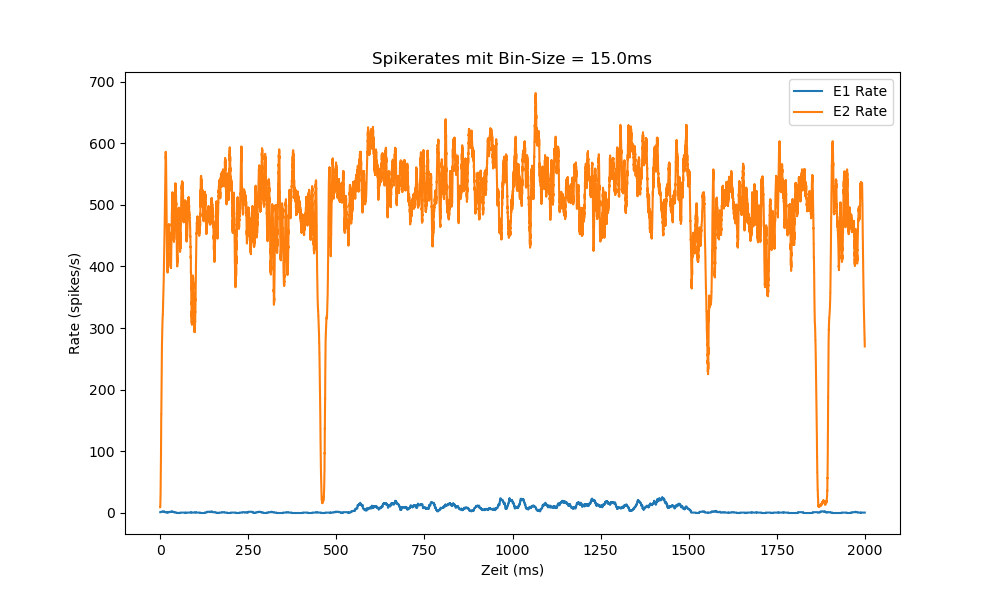 Spikerates mit Bin-Size = 15.0ms
E1 Rate
E2 Rate
Rate (spikes/s)
700
600
500
400
300
200
100
0
0 250 500 750 1000 1250 1500 1750 2000
Zeit (ms)